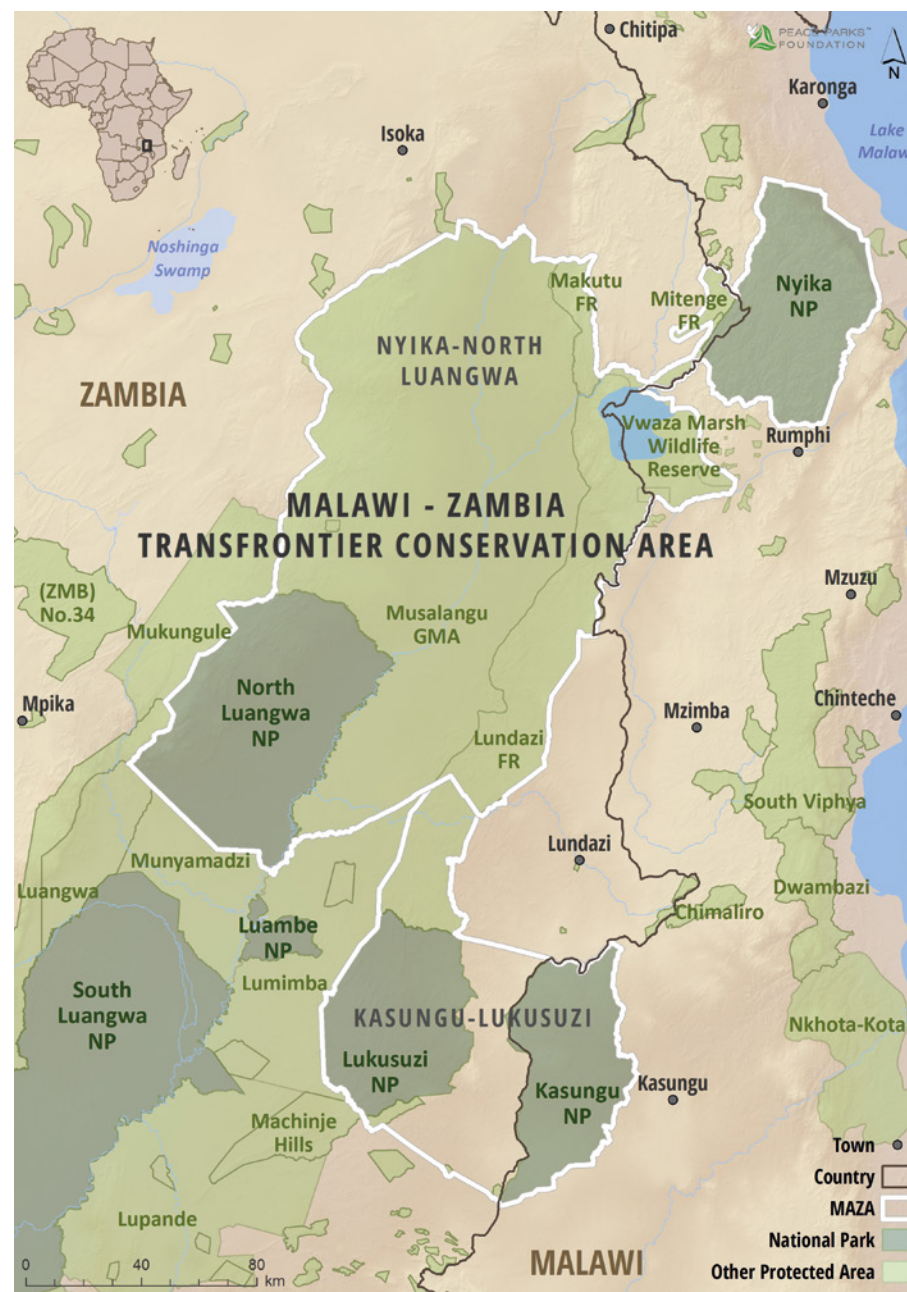 Chitipa
PEACE PARKS™
FOUNDATION
N
Karonga
Isoka
Lake
Malaw
Noshinga
Swamp
Makutu
FR
Mitenge
FR
Nyika
NP
NYIKA-NORTH
LUANGWA
ZAMBIA
Vwaza Marsh
Wildlife
Reserve
Rumphi
MALAWI - ZAMBIA
TRANSFRONTIER CONSERVATION AREA
(ZMB)
No.34
Mukungule
Musalangu
GMA
Mzuzu
North
Luangwa
NP
Mpika
Mzimba
Chinteche
Lundazi
FR
South Viphya
Munyamadzi
Lundazi
Luangwa
Dwambazi
Chimaliro
Luambe
NP
Lumimba
South
Luangwa
NP
KASUNGU-LUKUSUZI
Nkhota-Kota
Lukusuzi
NP
Kasungu
NP
Kasungu
Machinje
Hills
Lupande
MALAWI
Town
Country
MAZA
National Park
Other Protected Area
0 40 80
km